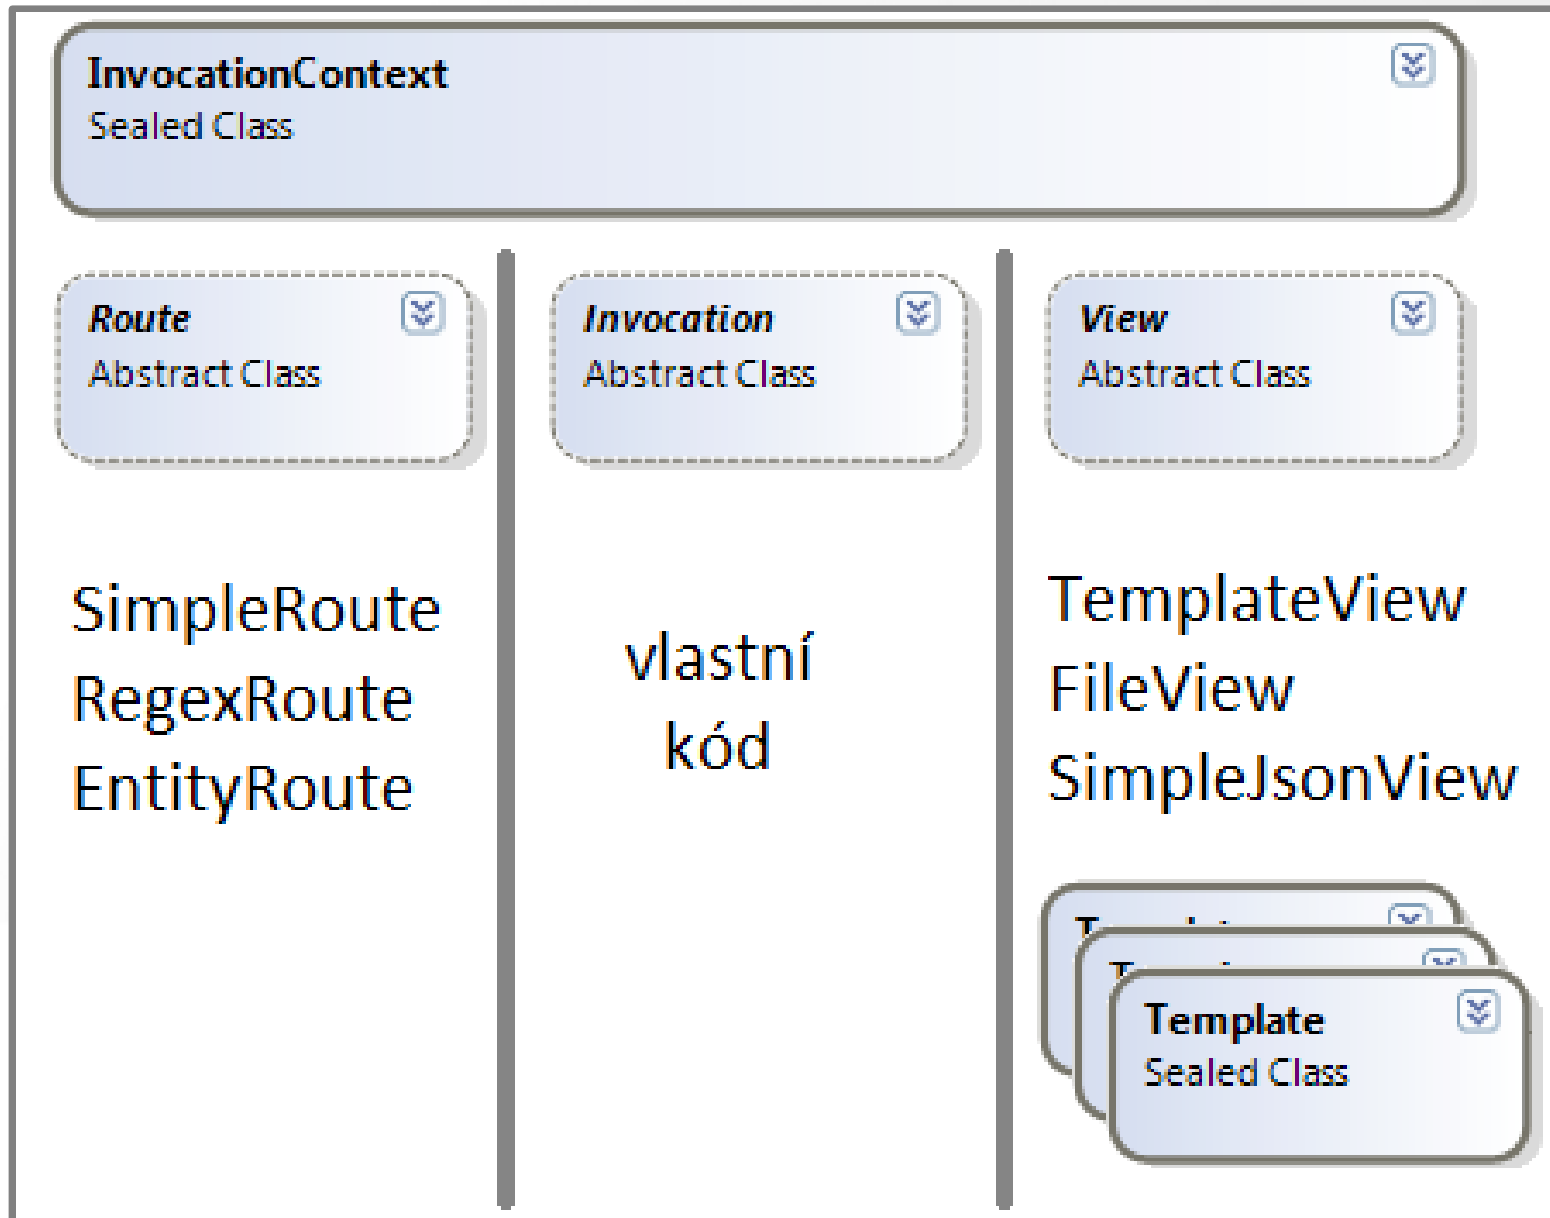 InvocationContext
Sealed Class
Route
Abstract Class
SimpleRoute
RegexRoute
EntityRoute
Invocation
Abstract Class
vlastní
kód
View
Abstract Class
TemplateView
FileView
SimpleJsonView
Template
Sealed Class